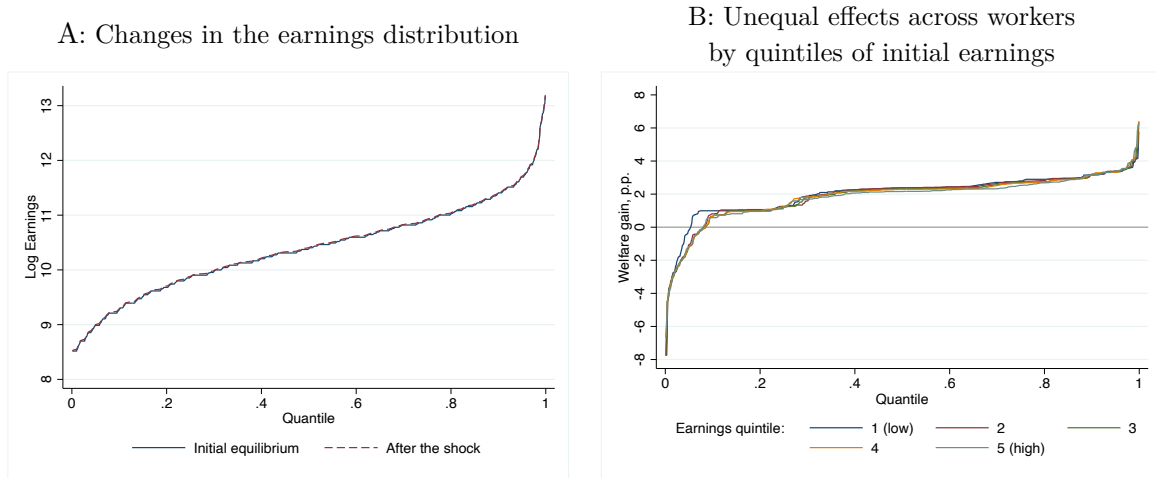 A: Changes in the earnings distribution
Log Earnings
13
12
11
10
9
8
0 .2 .4 .6 .8 1
Quantile
Initial equilibrium After the shock
B: Unequal effects across workers
by quintiles of initial earnings
Welfare gain, p.p.
8
6
4
2
0
-2
-4
-6
-8
0 .2 .4 .6 .8 1
Quantile
Earnings quintile: 1 (low) 2 3
4 5 (high)